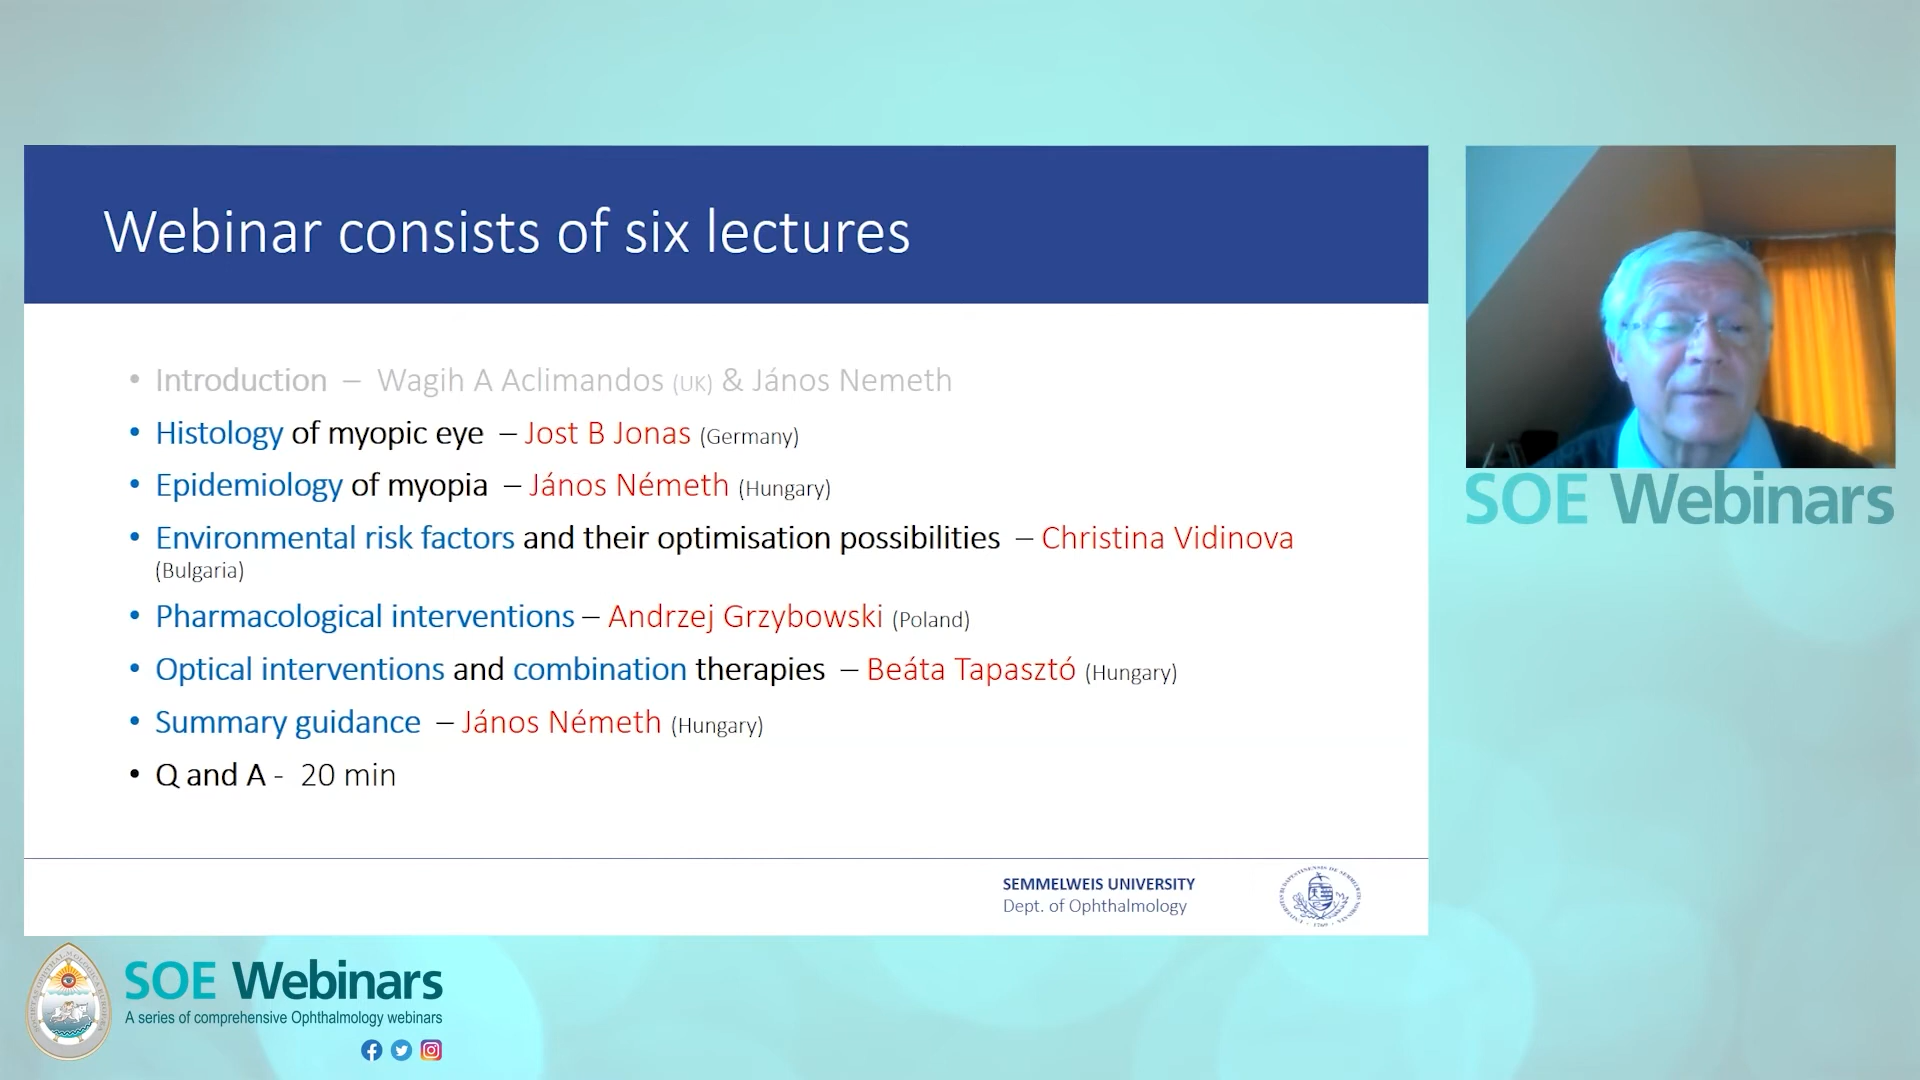 Webinar consists of six lectures
• Introduction – Wagih A Aclimandos (UK) & János Nemeth
• Histology of myopic eye – Jost B Jonas (Germany)
• Epidemiology of myopia – János Németh (Hungary)
• Environmental risk factors and their optimisation possibilities – Christina Vidinova
(Bulgaria)
• Pharmacological interventions – Andrzej Grzybowski (Poland)
• Optical interventions and combination therapies – Beáta Tapasztó (Hungary)
• Summary guidance – János Németh (Hungary)
• Q and A - 20 min
SEMMELWEIS UNIVERSITY
Dept. of Ophthalmology
SOE Webinars
SOE Webinars
A series of comprehensive Ophthalmology webinars